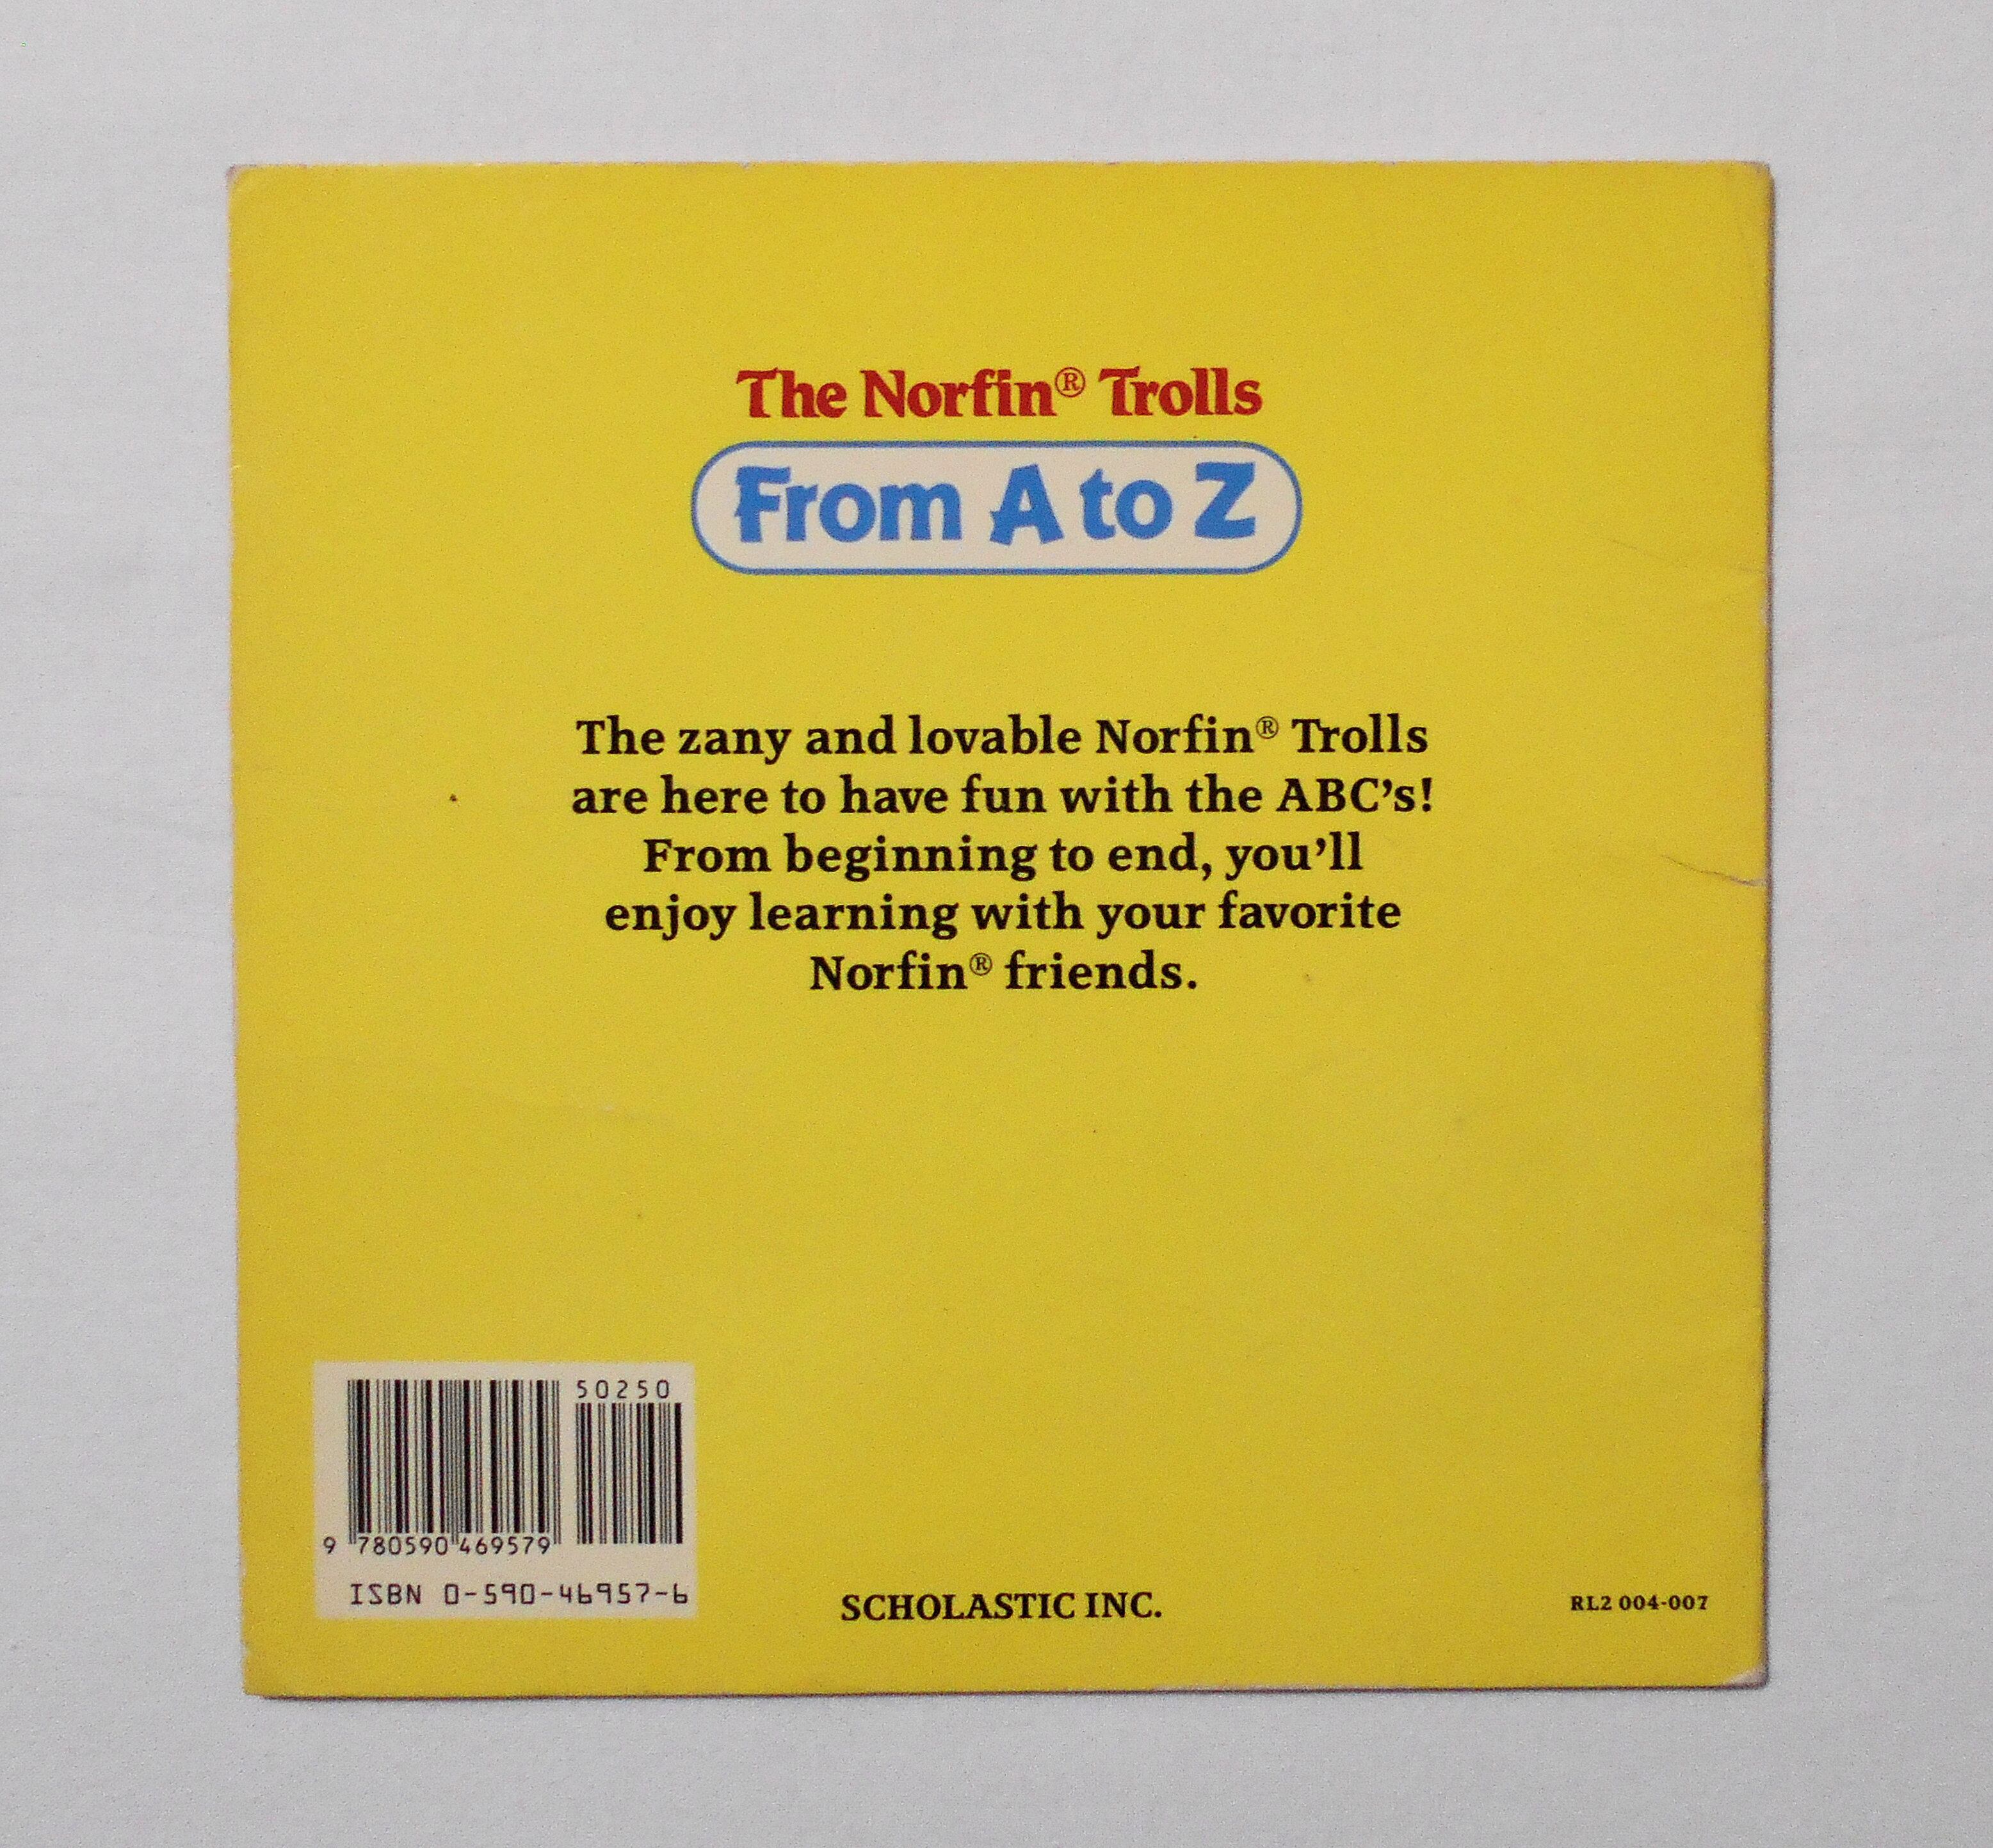 The Norfin® Trolls
From A to Z
The zany and lovable Norfin® Trolls
are here to have fun with the ABC's!
From beginning to end, you'll
enjoy learning with your favorite
Norfin® friends.
50250
9 780590 469579
ISBN 0-590-46957-6
SCHOLASTIC INC.
RL2 004-007